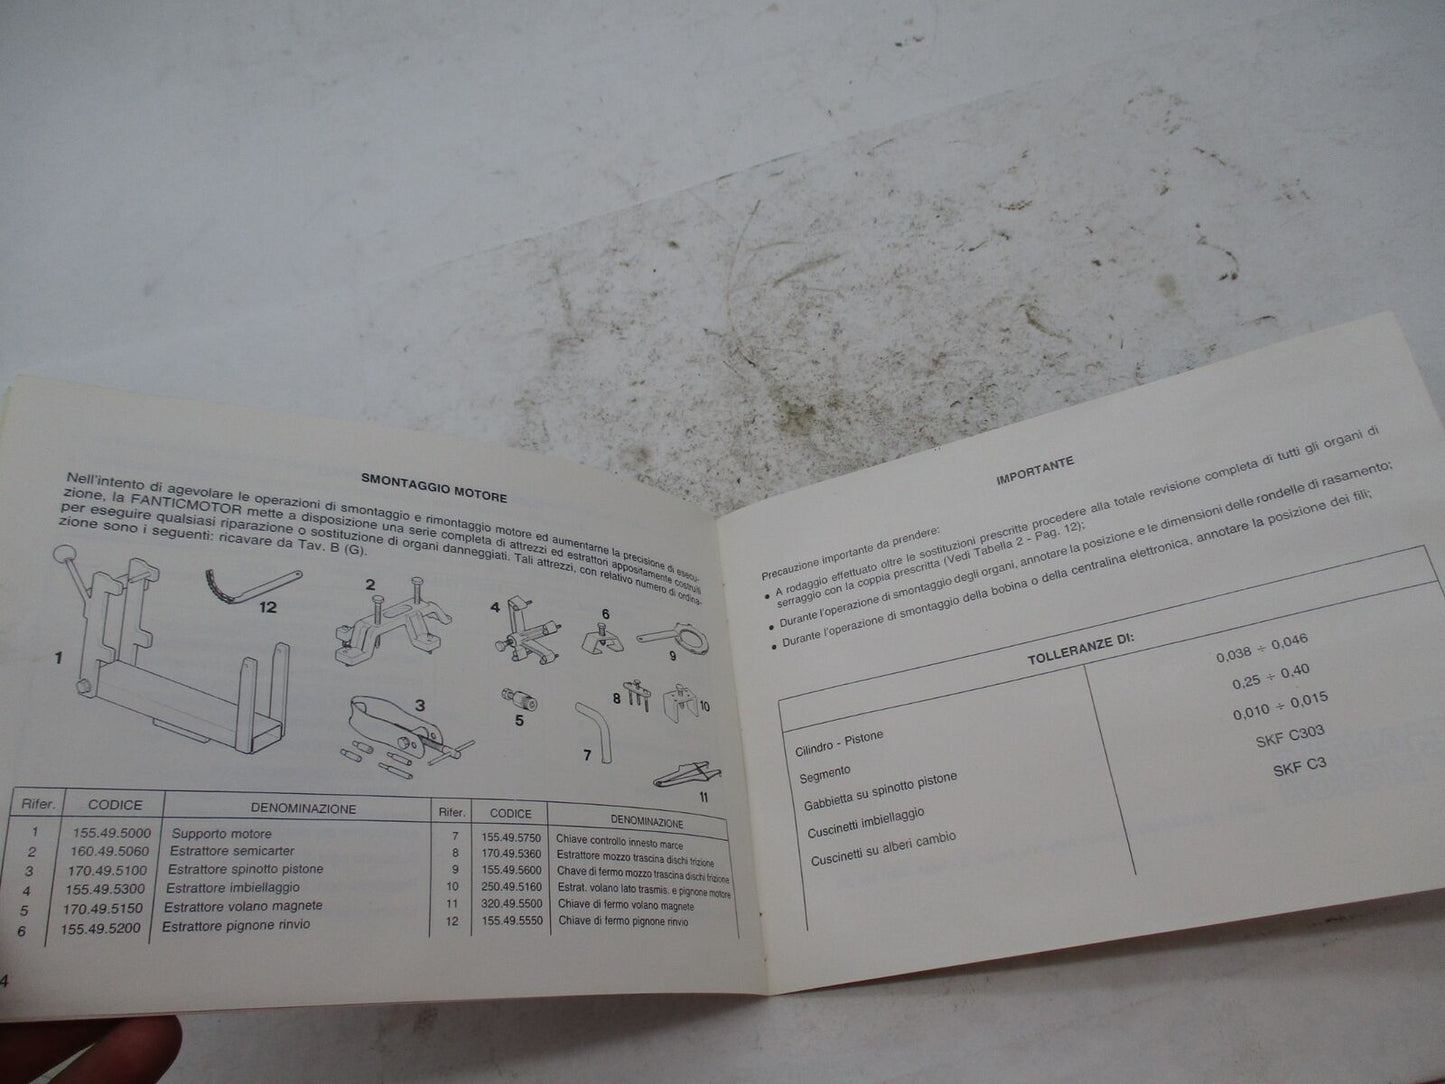 SMONTAGGIO MOTORE
Nell'intento di agevolare le operazioni di smontaggio e rimontaggio motore ed aumentarne la precisione di esecu-
zione, la FANTICMOTOR mette a disposizione una serie completa di attrezzi ed estrattori appositamente costruiti
per eseguire qualsiasi riparazione o sostituzione di organi danneggiati. Tali attrezzi, con relativo numero di ordina-
zione sono i seguenti: ricavare da Tav. B (G).
1
12
2
3
4
5
6
7
8
9
10
11
Rifer. CODICE DENOMINAZIONE
1 155.49.5000 Supporto motore
2 160.49.5060 Estrattore semicarter
3 170.49.5100 Estrattore spinotto pistone
4 155.49.5300 Estrattore imbiellaggio
5 170.49.5150 Estrattore volano magnete
6 155.49.5200 Estrattore pignone rinvio
Rifer. CODICE DENOMINAZIONE
7 155.49.5750 Chiave controllo innesto marce
8 170.49.5360 Estrattore mozzo trascina dischi frizione
9 155.49.5600 Chave di fermo mozzo trascina dischi frizione
10 250.49.5160 Estrat. volano lato trasmis. e pignone motore
11 320.49.5500 Chiave di fermo volano magnete
12 155.49.5550 Chiave di fermo pignone rinvio
4
IMPORTANTE
Precauzione importante da prendere:
• A rodaggio effettuato oltre le sostituzioni prescritte procedere alla totale revisione completa di tutti gli organi di
serraggio con la coppia prescritta (Vedi Tabella 2 - Pag. 12);
• Durante l'operazione di smontaggio degli organi, annotare la posizione e le dimensioni delle rondelle di rasamento;
• Durante l'operazione di smontaggio della bobina o della centralina elettronica, annotare la posizione dei fili;
TOLLERANZE DI:
Cilindro - Pistone 0,038 ÷ 0,046
Segmento 0,25 ÷ 0,40
Gabbietta su spinotto pistone 0,010 ÷ 0,015
Cuscinetti imbiellaggio SKF C303
Cuscinetti su alberi cambio SKF C3